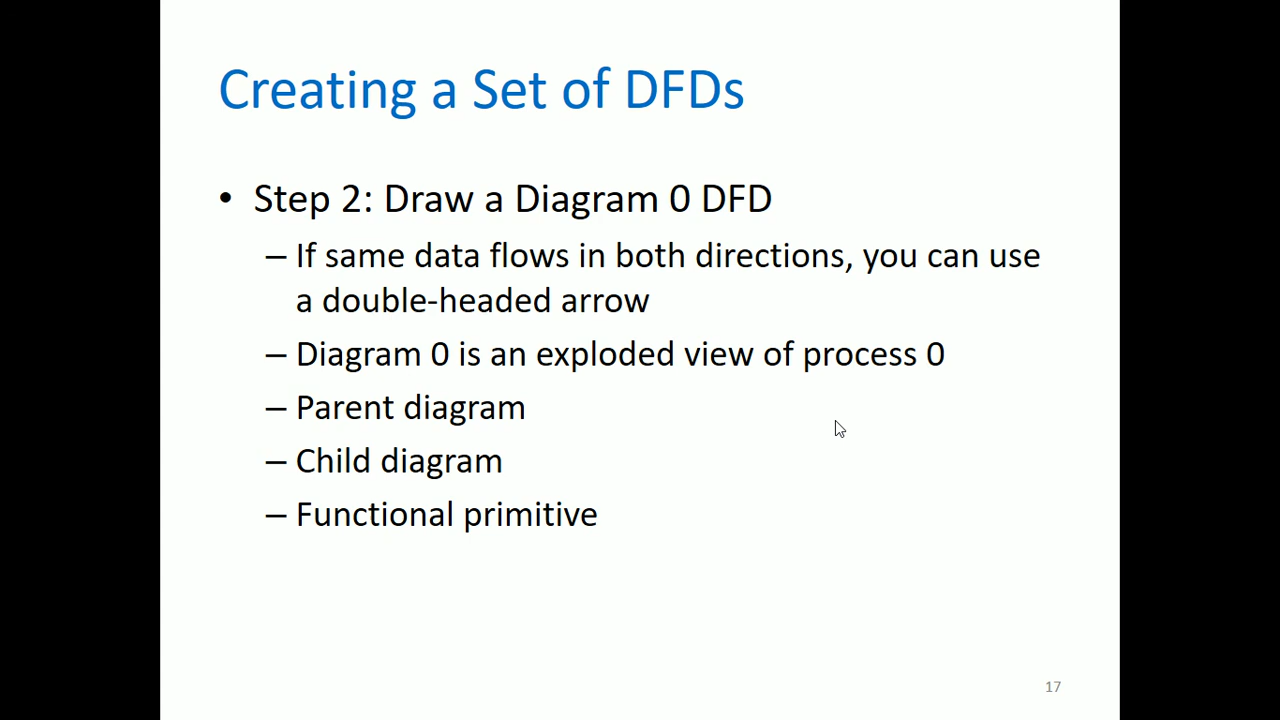 Creating a Set of DFDs
• Step 2: Draw a Diagram 0 DFD
– If same data flows in both directions, you can use
a double-headed arrow
– Diagram 0 is an exploded view of process 0
– Parent diagram
– Child diagram
– Functional primitive
17